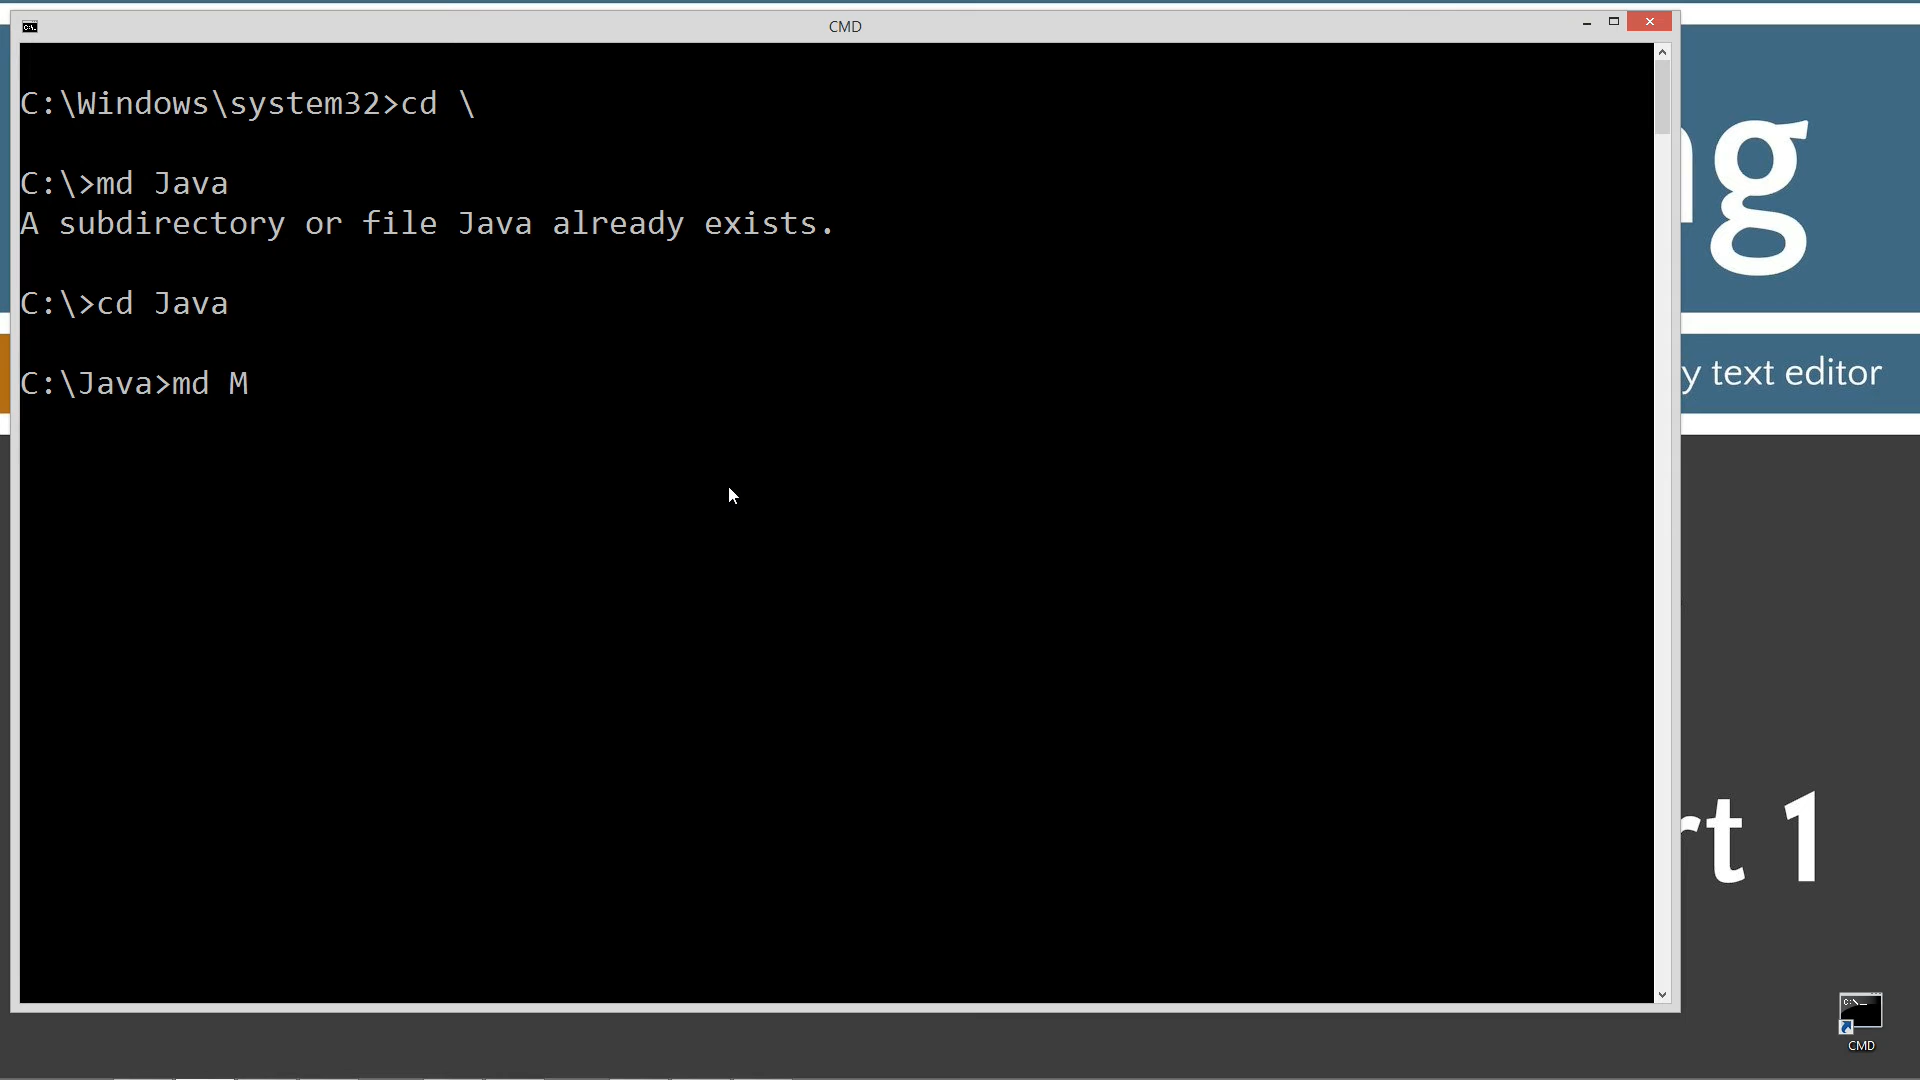 CMD
C:\Windows\system32>cd \
C:\>md Java
A subdirectory or file Java already exists.
C:\>cd Java
C:\Java>md M
g
y text editor
rt 1
CMD